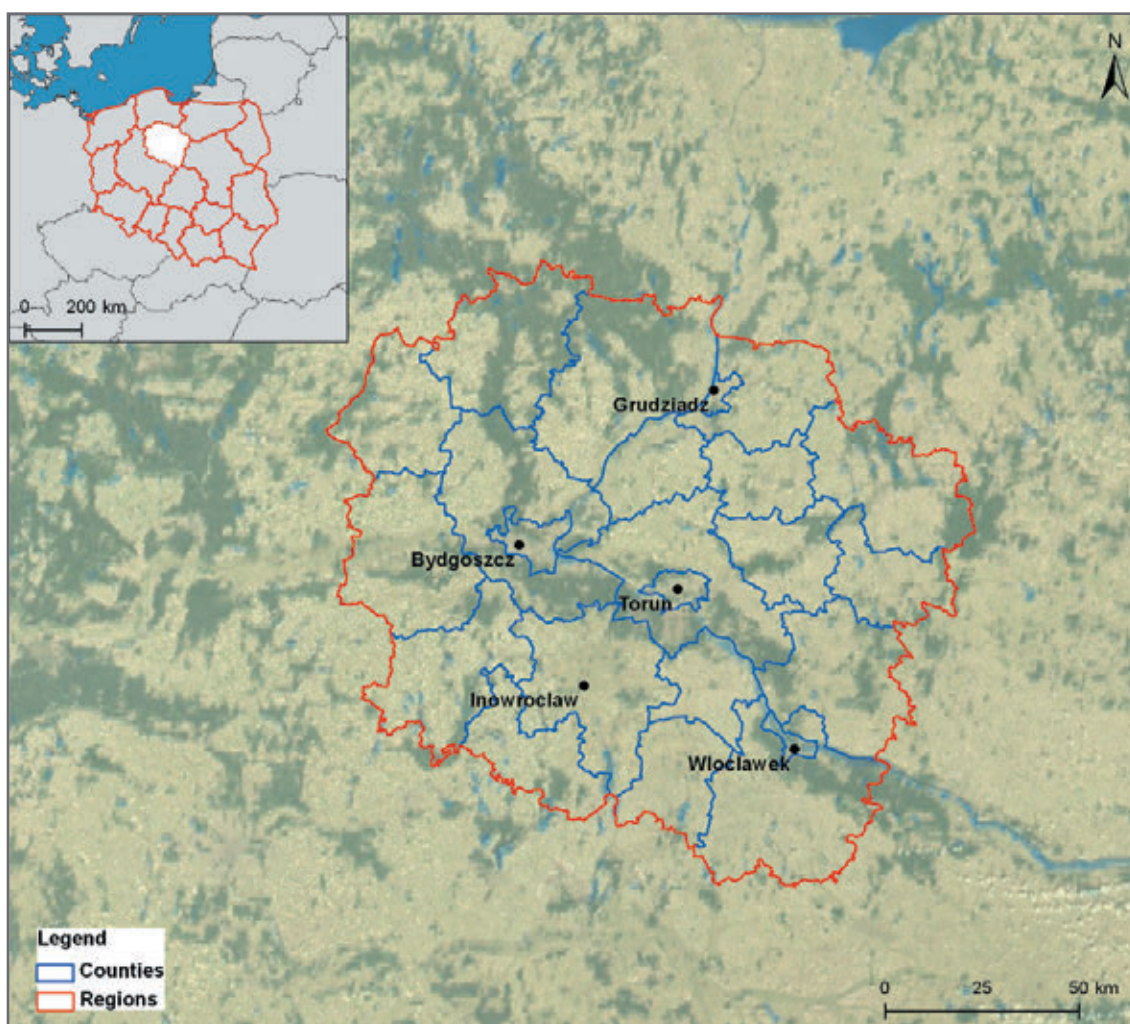 N
0 200 km
Grudziadz
Bydgoszcz
Torun
Inowroclaw
Wloclawek
Legend
Counties
Regions
0 25 50 km